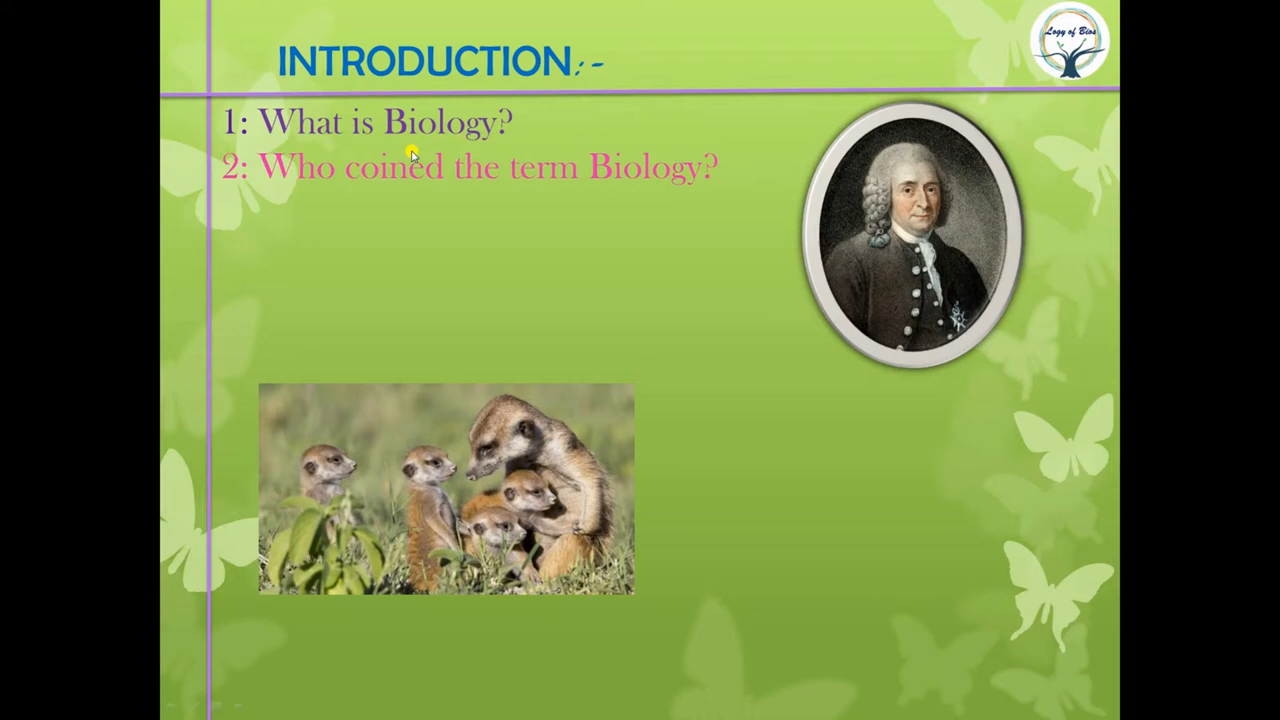 INTRODUCTION:-
Logy of Bios
1: What is Biology?
2: Who coined the term Biology?